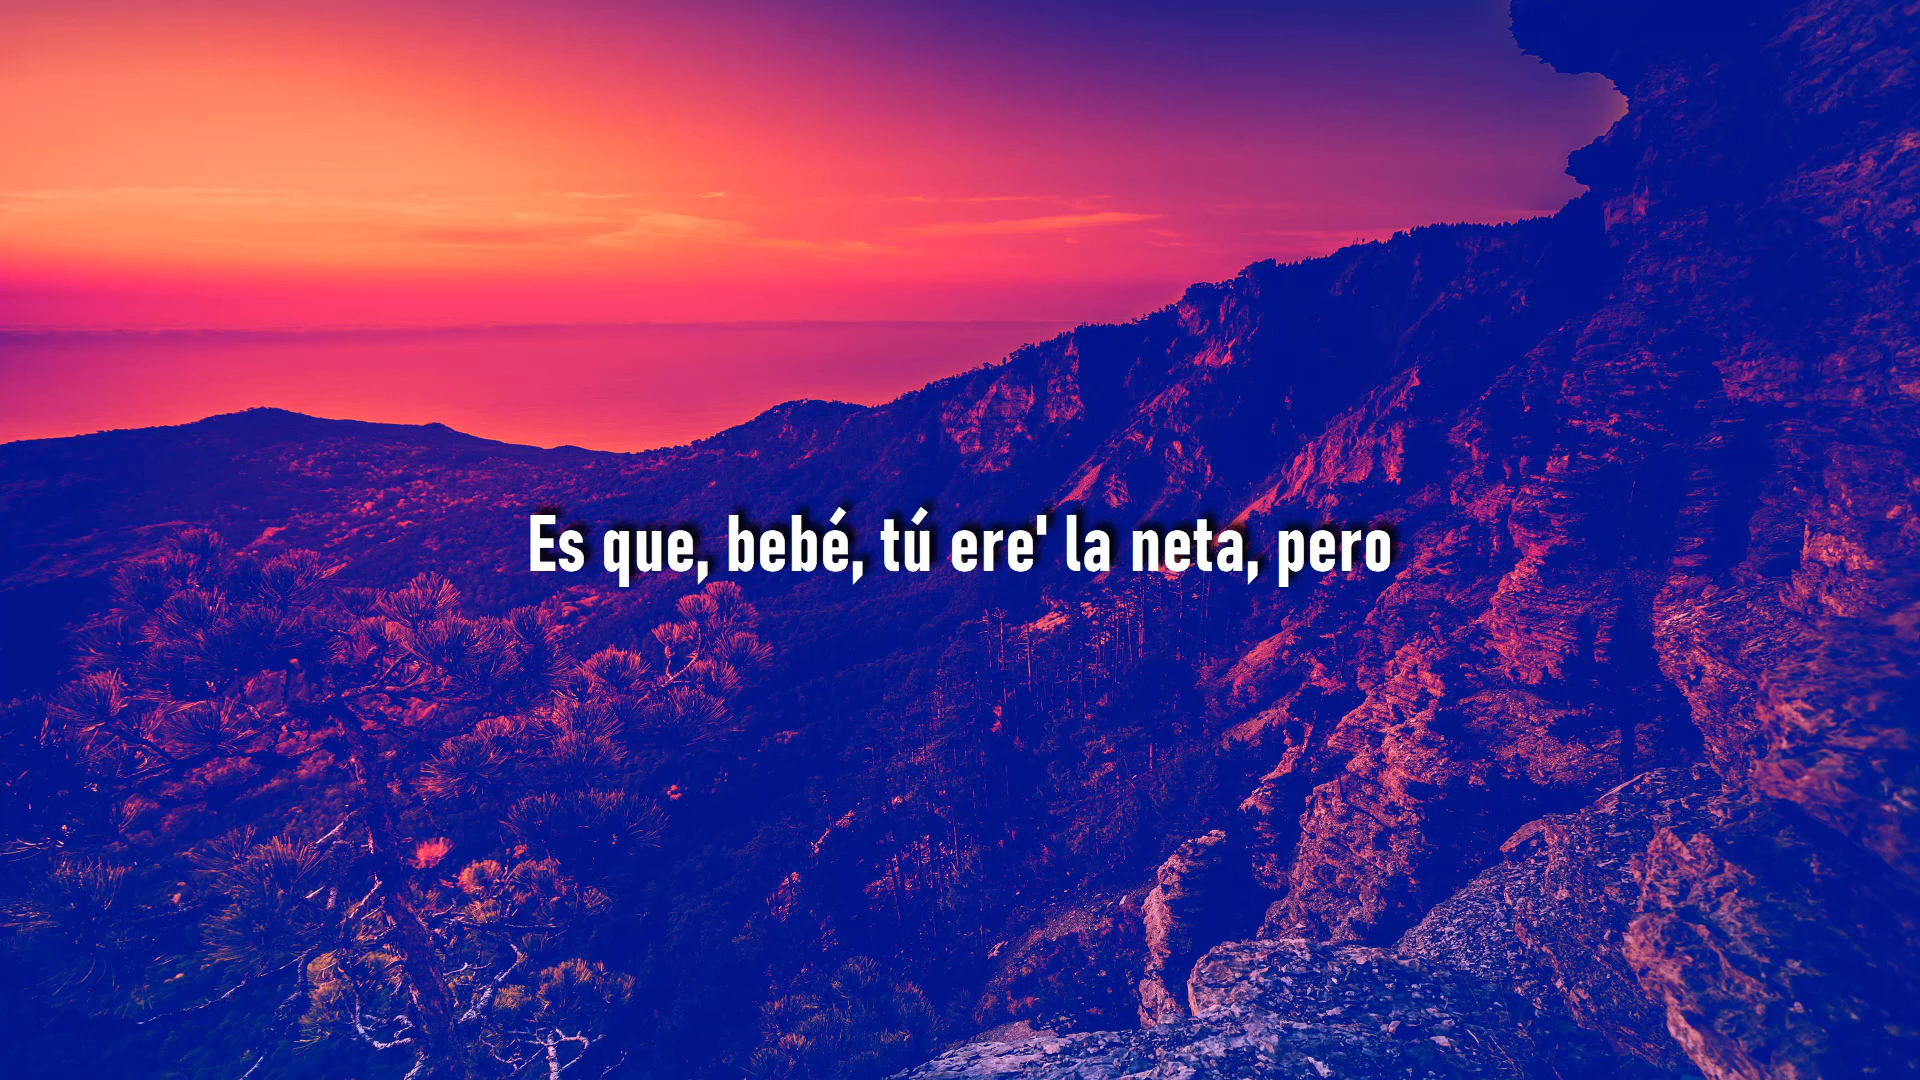 Es que, bebé, tú ere' la neta, pero